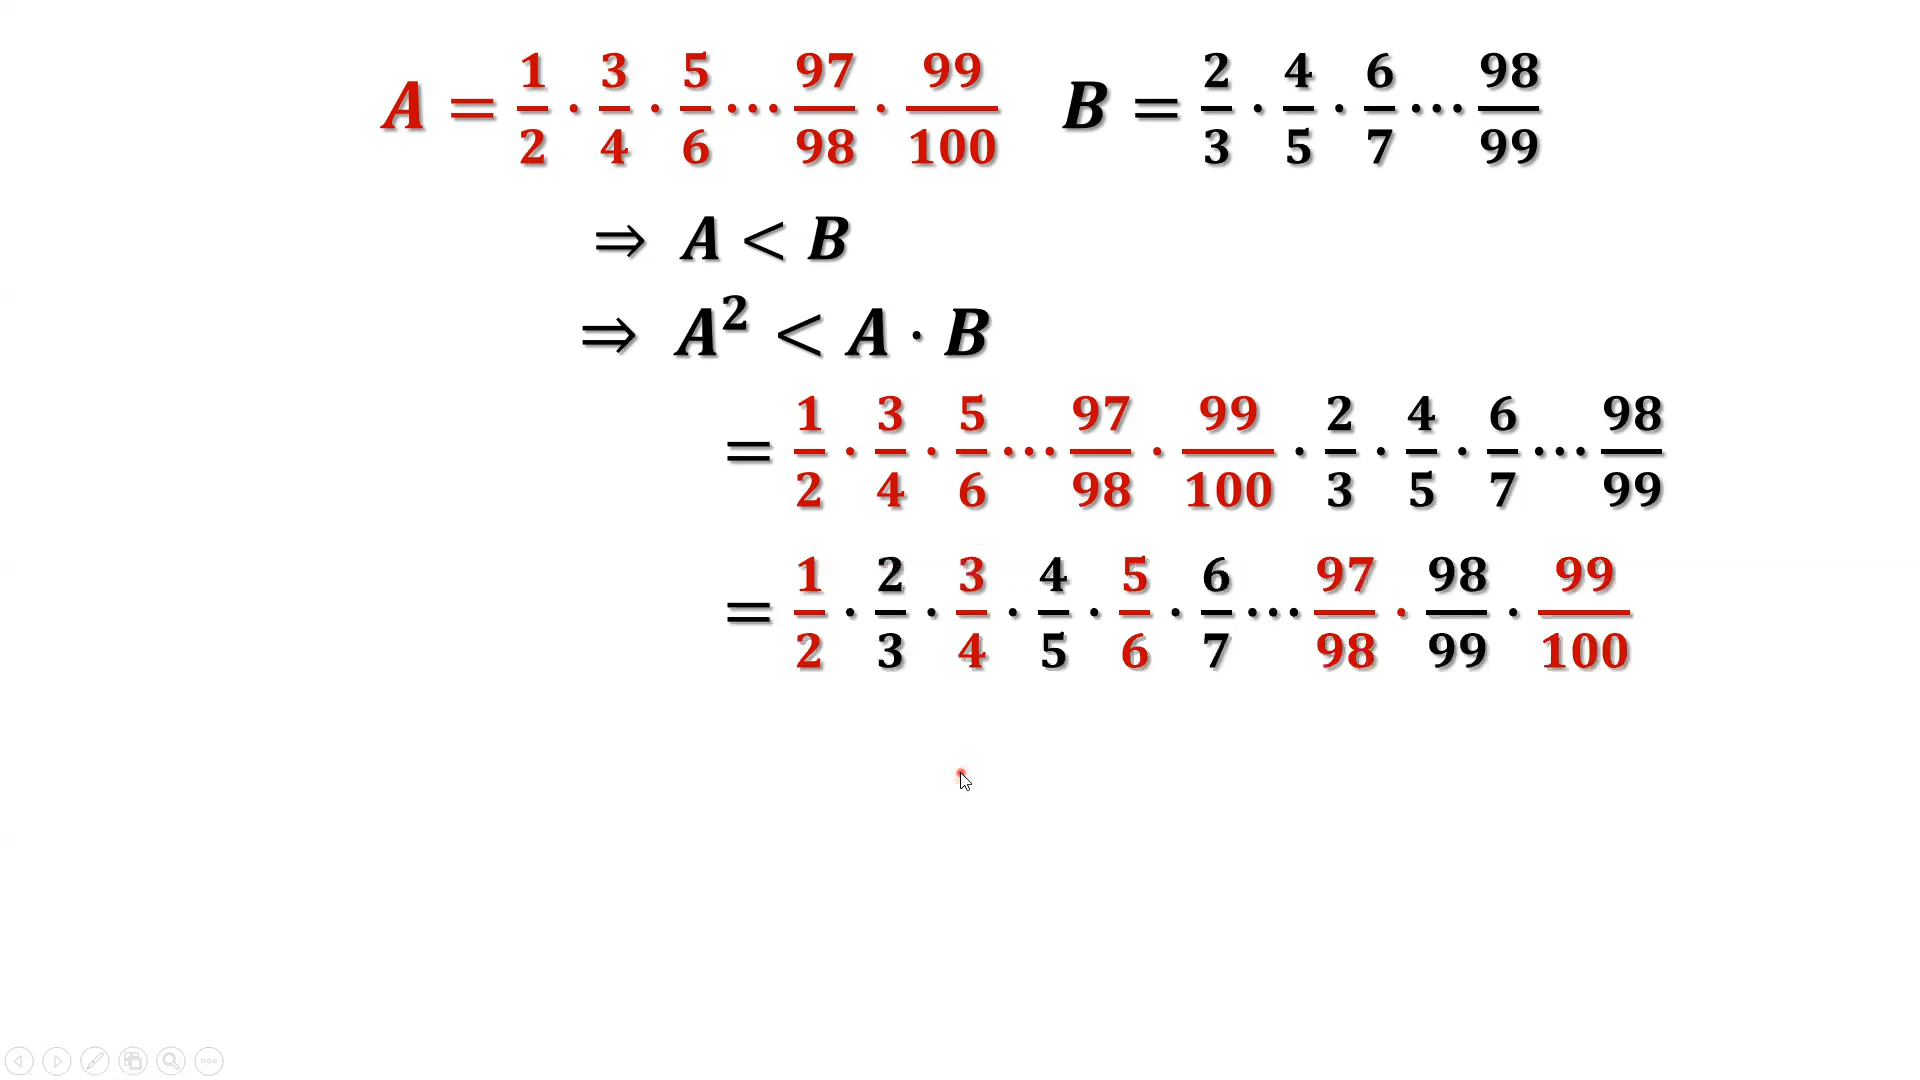 A = 1/2 · 3/4 · 5/6 ⋯ 97/98 · 99/100   B = 2/3 · 4/5 · 6/7 ⋯ 98/99
⇒ A < B
⇒ A² < A · B
= 1/2 · 3/4 · 5/6 ⋯ 97/98 · 99/100 · 2/3 · 4/5 · 6/7 ⋯ 98/99
= 1/2 · 2/3 · 3/4 · 4/5 · 5/6 · 6/7 ⋯ 97/98 · 98/99 · 99/100